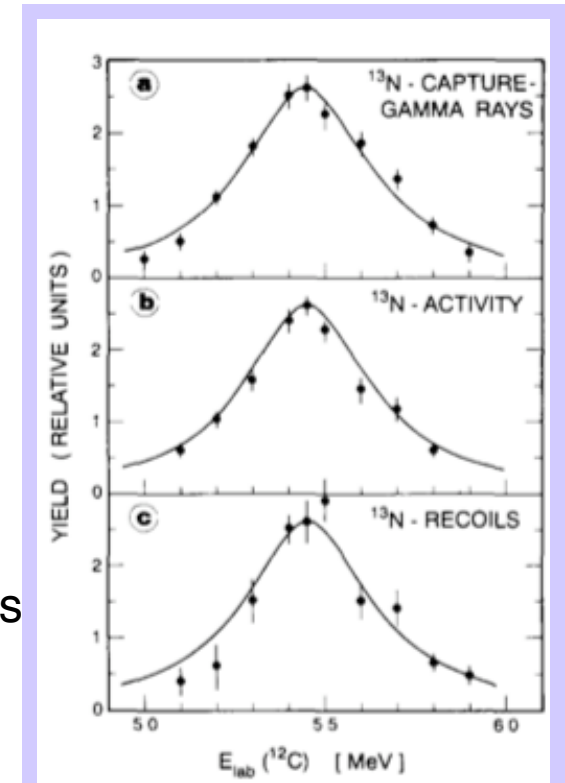 3
a
¹³N - CAPTURE-
GAMMA RAYS
2
1
0
b
¹³N - ACTIVITY
2
1
0
c
¹³N - RECOILS
2
1
0
YIELD ( RELATIVE UNITS )
s
50
55
60
E_lab (¹²C) [ MeV ]